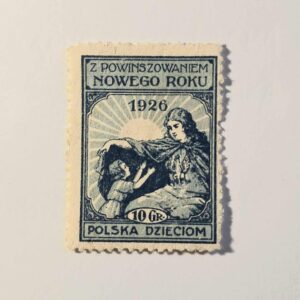 Z POWINSZOWANIEM
NOWEGO ROKU
1926
10 GR.
POLSKA DZIECIOM